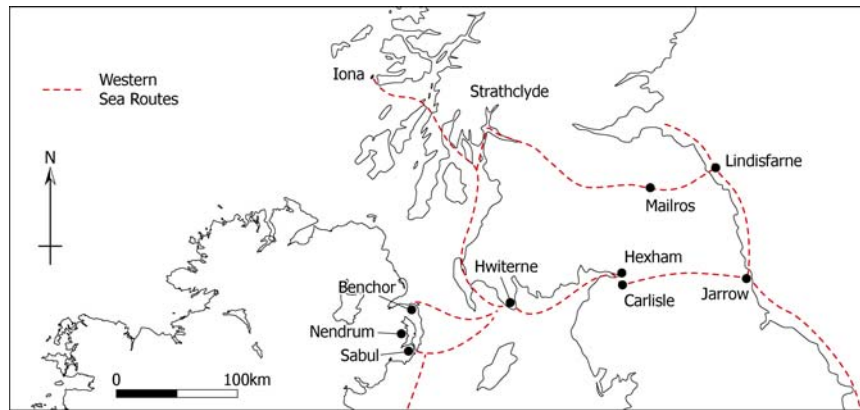 Western
Sea Routes
N
Iona
Strathclyde
Lindisfarne
Mailros
Hexham
Hwiterne
Carlisle
Jarrow
Benchor
Nendrum
Sabul
0
100km